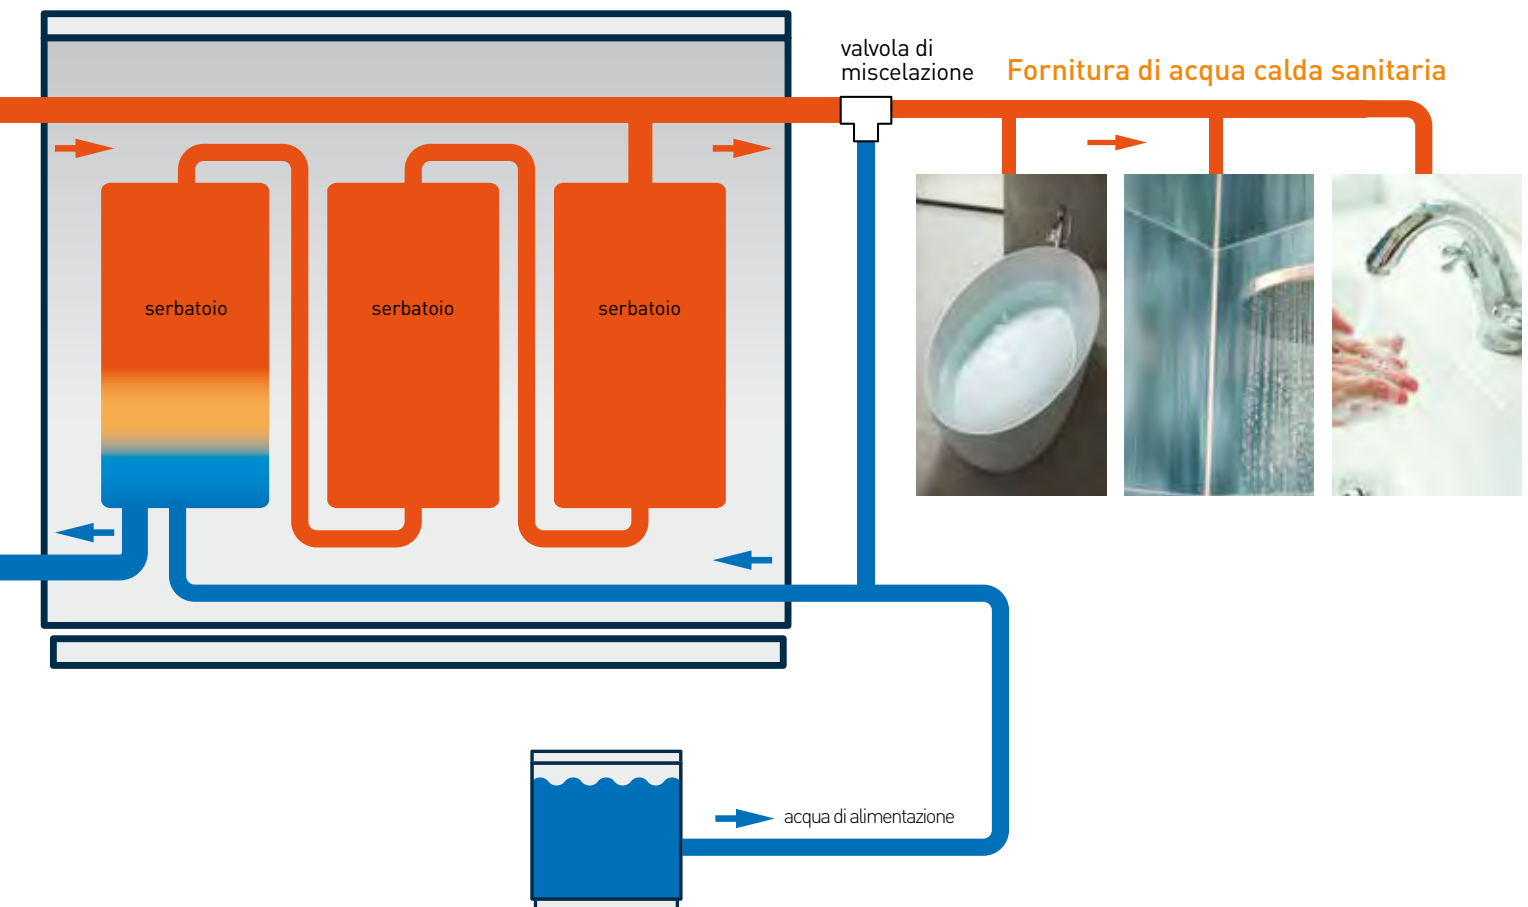 valvola di
miscelazione
Fornitura di acqua calda sanitaria
serbatoio
serbatoio
serbatoio
acqua di alimentazione